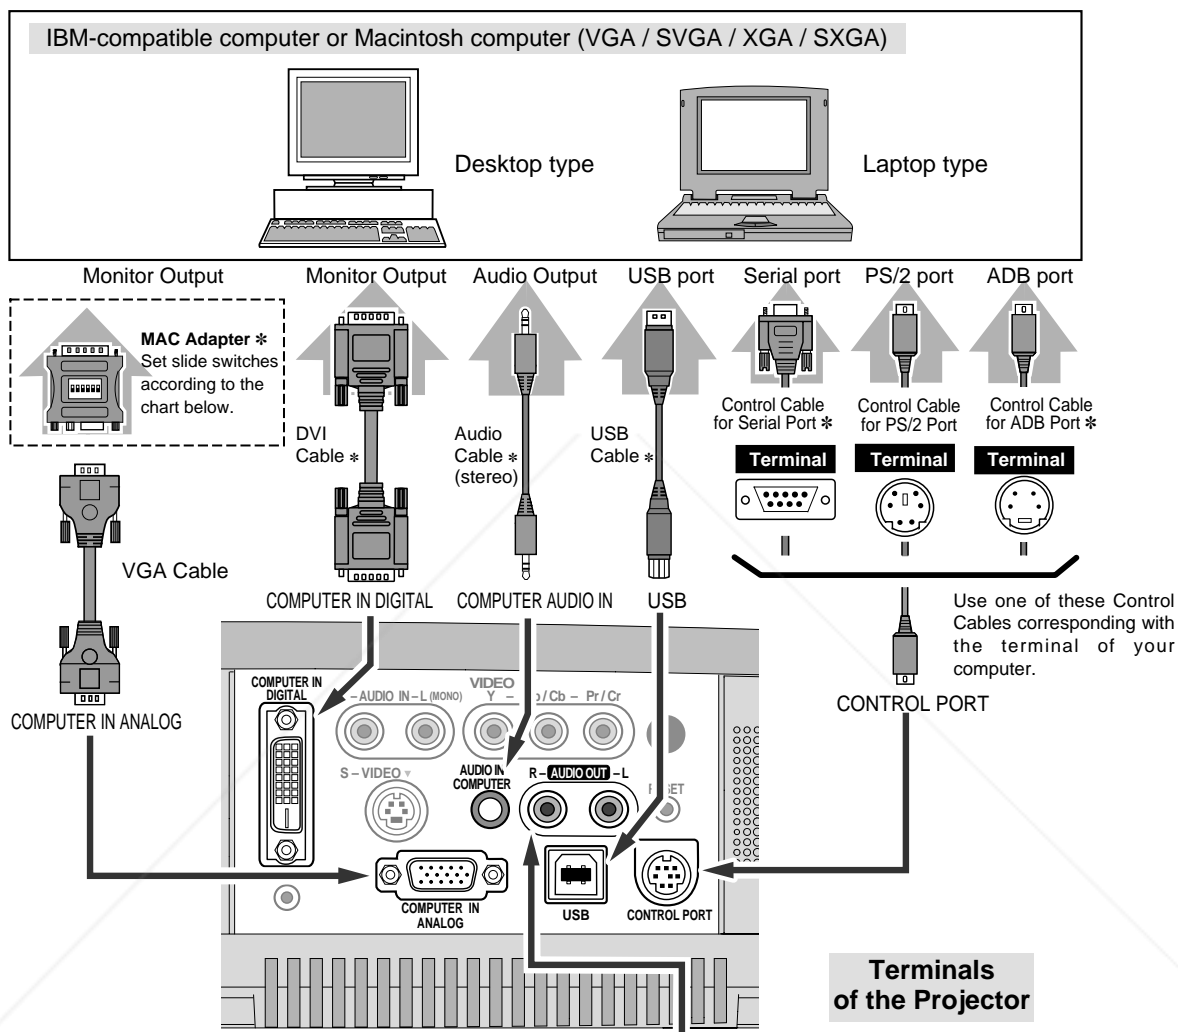 IBM-compatible computer or Macintosh computer (VGA / SVGA / XGA / SXGA)
Desktop type
Laptop type
Monitor Output
Monitor Output
Audio Output
USB port
Serial port
PS/2 port
ADB port
MAC Adapter ✻
Set slide switches
according to the
chart below.
DVI
Cable ✻
Audio
Cable ✻
(stereo)
USB
Cable ✻
Control Cable
for Serial Port ✻
Control Cable
for PS/2 Port
Control Cable
for ADB Port ✻
Terminal
Terminal
Terminal
VGA Cable
COMPUTER IN DIGITAL
COMPUTER AUDIO IN
USB
Use one of these Control
Cables corresponding with
the terminal of your
computer.
CONTROL PORT
COMPUTER IN ANALOG
COMPUTER IN
DIGITAL
– AUDIO IN – L (MONO)
VIDEO
Y – /Cb – Pr/Cr
S – VIDEO ▼
AUDIO IN
COMPUTER
R – AUDIO OUT – L
COMPUTER IN
ANALOG
USB
CONTROL PORT
Terminals
of the Projector